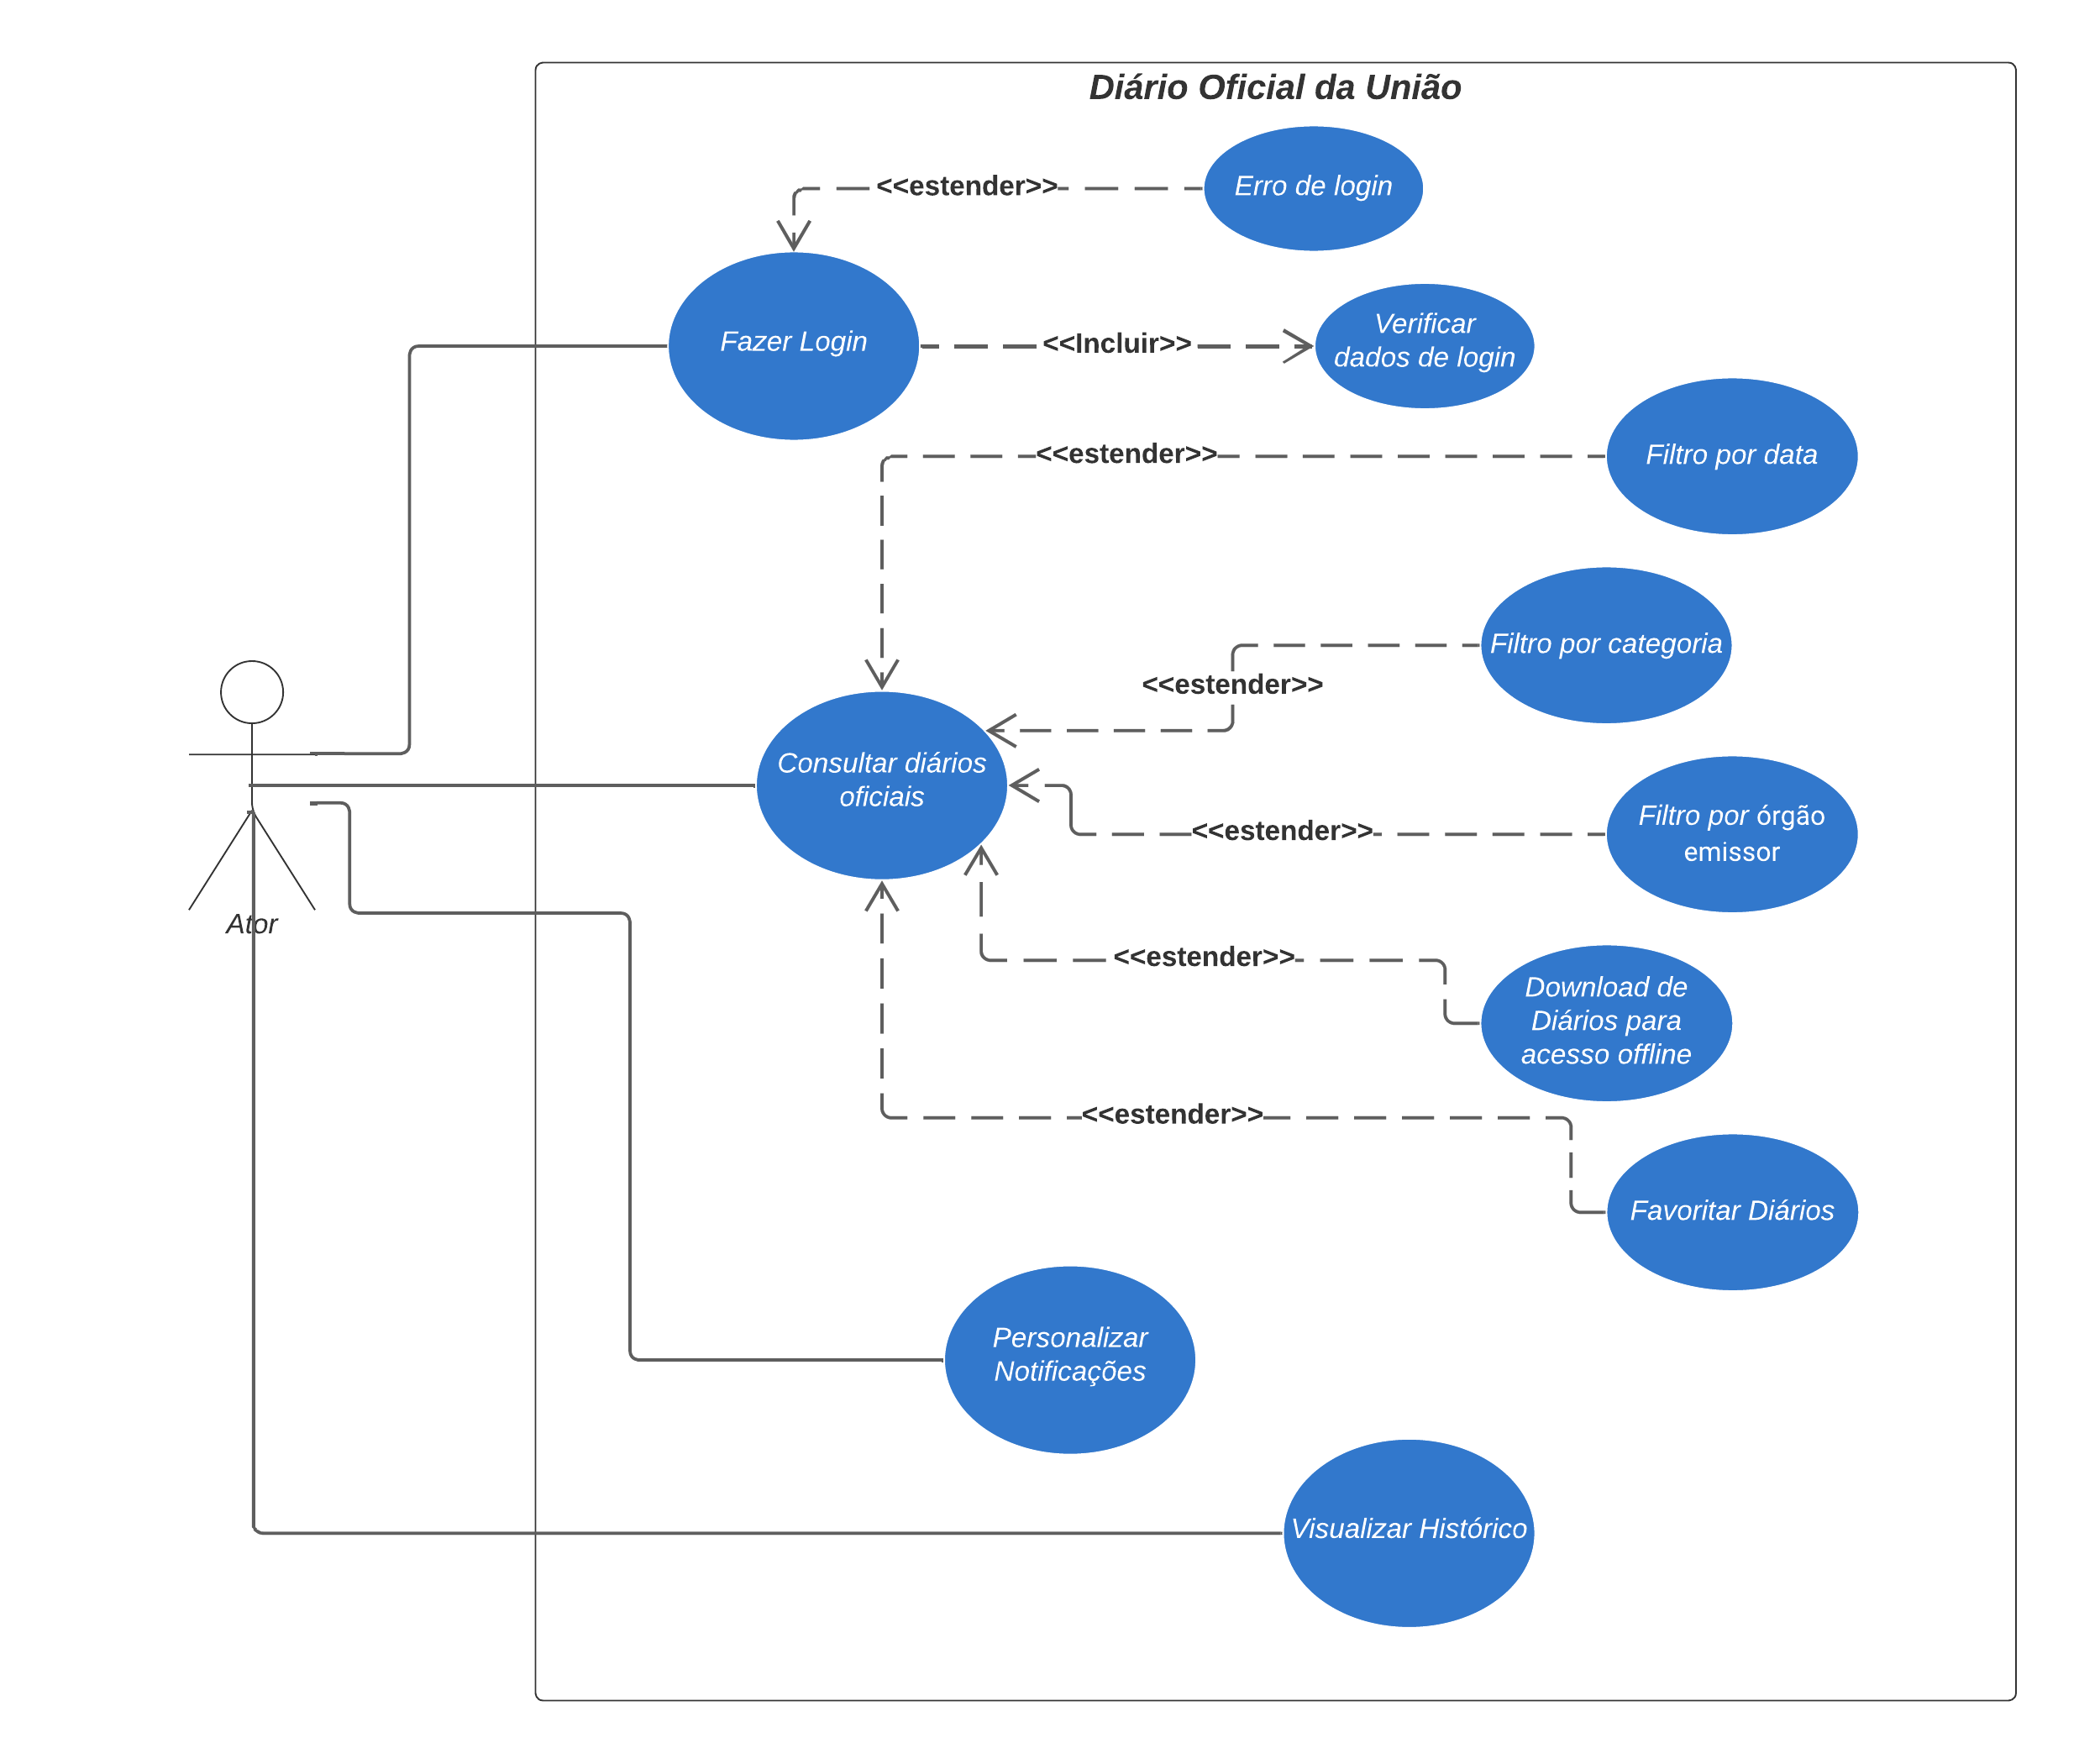 Diário Oficial da União
<<estender>>
Erro de login
Fazer Login
<<Incluir>>
Verificar
dados de login
<<estender>>
Filtro por data
Filtro por categoria
<<estender>>
Consultar diários
oficiais
<<estender>>
Filtro por órgão
emissor
Ator
<<estender>>
Download de
Diários para
acesso offline
<<estender>>
Favoritar Diários
Personalizar
Notificações
Visualizar Histórico